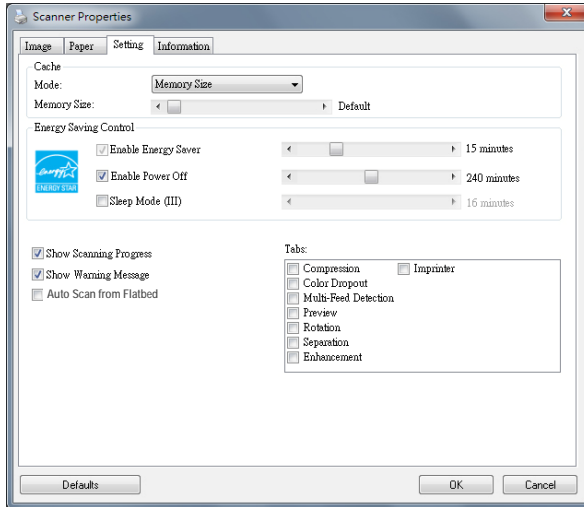 Scanner Properties
Image Paper Setting Information
Cache
Mode: Memory Size
Memory Size: Default
Energy Saving Control
energy
ENERGY STAR
Enable Energy Saver 15 minutes
Enable Power Off 240 minutes
Sleep Mode (III) 16 minutes
Show Scanning Progress
Show Warning Message
Auto Scan from Flatbed
Tabs:
Compression Imprinter
Color Dropout
Multi-Feed Detection
Preview
Rotation
Separation
Enhancement
Defaults OK Cancel